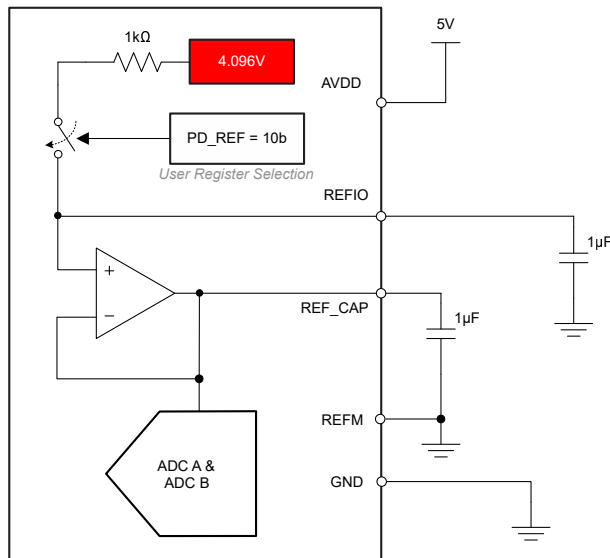 1kΩ
4.096V
5V
AVDD
PD_REF = 10b
User Register Selection
REFIO
1µF
+
−
REF_CAP
1µF
REFM
ADC A &
ADC B
GND